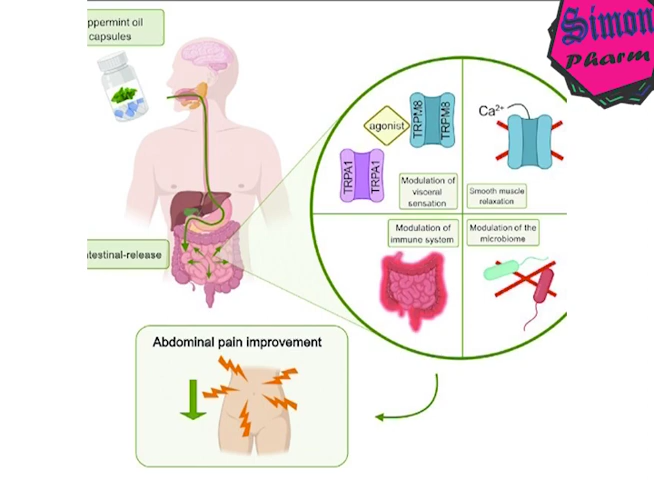 ppermint oil
capsules
Simon
Pharm
Ca²⁺
agonist
TRPM8
TRPM8
TRPA1
TRPA1
Modulation of
visceral
sensation
Smooth muscle
relaxation
Modulation of
immune system
Modulation of the
microbiome
ntestinal-release
Abdominal pain improvement